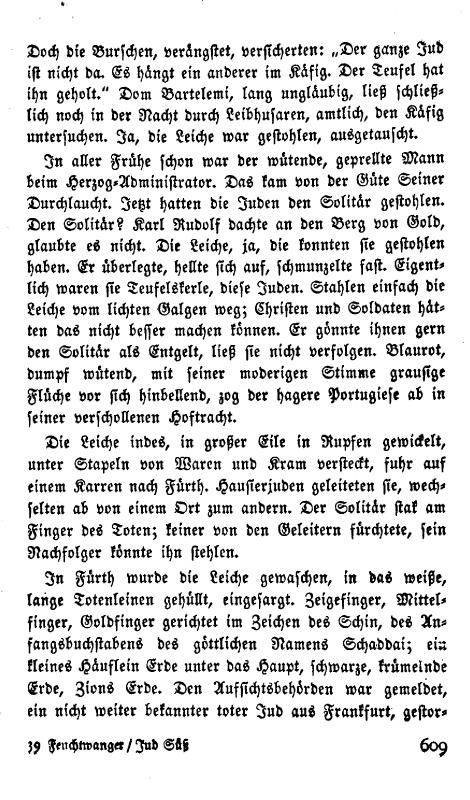 Doch die Burschen, verängstet, versicherten: „Der ganze Jud
ist nicht da. Es hängt ein anderer im Käfig. Der Teufel hat
ihn geholt.“ Dom Bartelemi, lang ungläubig, ließ schließ-
lich noch in der Nacht durch Leibhusaren, amtlich, den Käfig
untersuchen. Ja, die Leiche war gestohlen, ausgetauscht.
In aller Frühe schon war der wütende, geprellte Mann
beim Herzog-Administrator. Das kam von der Güte Seiner
Durchlaucht. Jetzt hatten die Juden den Solitär gestohlen.
Den Solitär? Karl Rudolf dachte an den Berg von Gold,
glaubte es nicht. Die Leiche, ja, die konnten sie gestohlen
haben. Er überlegte, hellte sich auf, schmunzelte fast. Eigent-
lich waren sie Teufelskerle, diese Juden. Stahlen einfach die
Leiche vom lichten Galgen weg; Christen und Soldaten hät-
ten das nicht besser machen können. Er gönnte ihnen gern
den Solitär als Entgelt, ließ sie nicht verfolgen. Blaurot,
dumpf wütend, mit seiner moderigen Stimme grausige
Flüche vor sich hinbellend, zog der hagere Portugiese ab in
seiner verschollenen Hoftracht.
Die Leiche indes, in großer Eile in Rupfen gewickelt,
unter Stapeln von Waren und Kram versteckt, fuhr auf
einem Karren nach Fürth. Hausierjuden geleiteten sie, wech-
selten ab von einem Ort zum andern. Der Solitär stak am
Finger des Toten; keiner von den Geleitern fürchtete, sein
Nachfolger könnte ihn stehlen.
In Fürth wurde die Leiche gewaschen, in das weiße,
lange Totenleinen gehüllt, eingesargt. Zeigefinger, Mittel-
finger, Goldfinger gerichtet im Zeichen des Schin, des An-
fangsbuchstabens des göttlichen Namens Schaddai; ein
kleines Häuflein Erde unter das Haupt, schwarze, krümelnde
Erde, Zions Erde. Den Aufsichtsbehörden war gemeldet,
ein nicht weiter bekannter toter Jud aus Frankfurt, gestor-
39 Feuchtwanger / Jud Süß 609